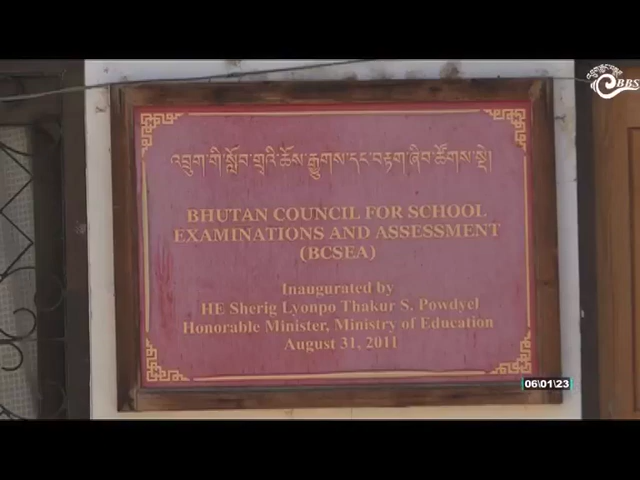 འབྲུག་གི་སློབ་གྲྭའི་ཆོས་རྒྱུགས་དང་བརྟག་ཞིབ་ཚོགས་སྡེ།
BHUTAN COUNCIL FOR SCHOOL
EXAMINATIONS AND ASSESSMENT
(BCSEA)
Inaugurated by
HE Sherig Lyonpo Thakur S. Powdyel
Honorable Minister, Ministry of Education
August 31, 2011
06\01\23
BBS